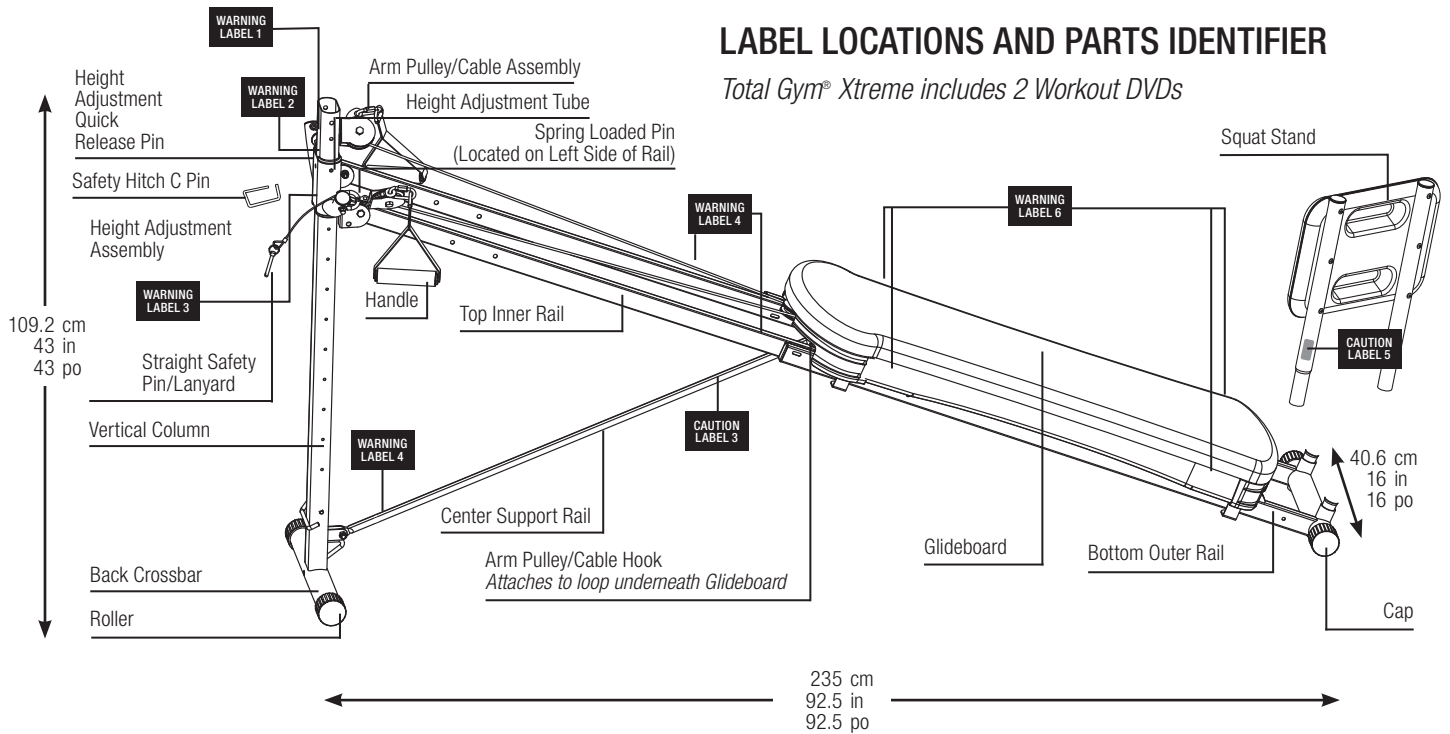 LABEL LOCATIONS AND PARTS IDENTIFIER
Total Gym® Xtreme includes 2 Workout DVDs
WARNING
LABEL 1
Height
Adjustment
Quick
Release Pin
WARNING
LABEL 2
Arm Pulley/Cable Assembly
Height Adjustment Tube
Spring Loaded Pin
(Located on Left Side of Rail)
Squat Stand
Safety Hitch C Pin
WARNING
LABEL 4
WARNING
LABEL 6
Height Adjustment
Assembly
WARNING
LABEL 3
Handle
Top Inner Rail
109.2 cm
43 in
43 po
CAUTION
LABEL 5
Straight Safety
Pin/Lanyard
Vertical Column
WARNING
LABEL 4
CAUTION
LABEL 3
40.6 cm
16 in
16 po
Center Support Rail
Arm Pulley/Cable Hook
Attaches to loop underneath Glideboard
Glideboard
Bottom Outer Rail
Back Crossbar
Roller
Cap
235 cm
92.5 in
92.5 po